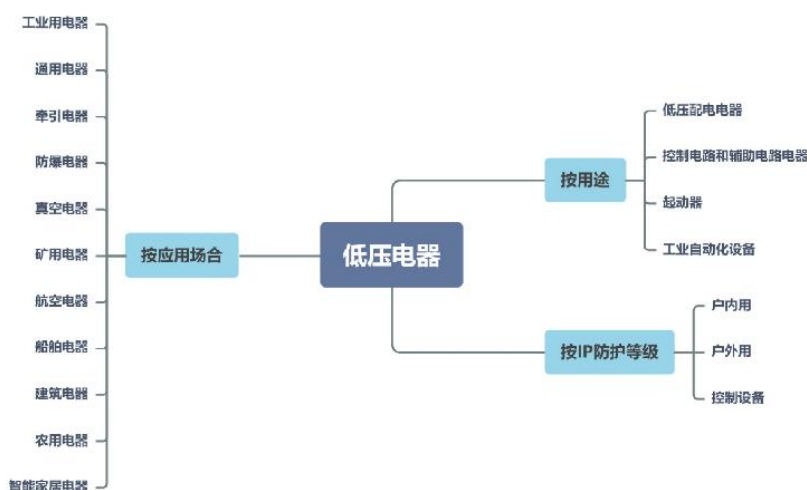 工业用电器
通用电器
牵引电器
防爆电器
真空电器
矿用电器
航空电器
船舶电器
建筑电器
农用电器
智能家居电器
按应用场合
低压电器
按用途
低压配电电器
控制电路和辅助电路电器
起动器
工业自动化设备
按IP防护等级
户内用
户外用
控制设备